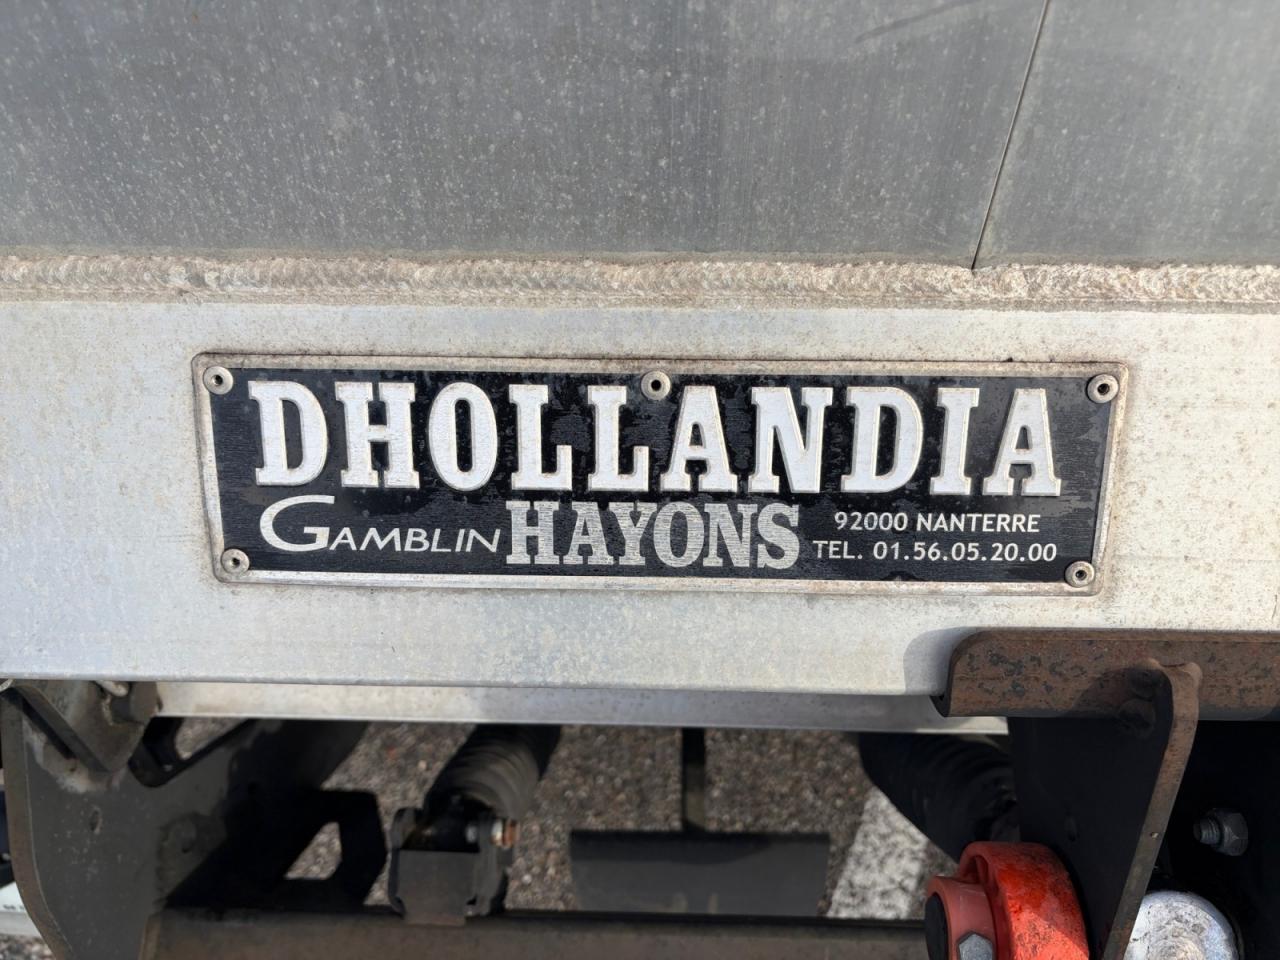 DHOLLANDIA
GAMBLIN HAYONS 92000 NANTERRE
TEL. 01.56.05.20.00